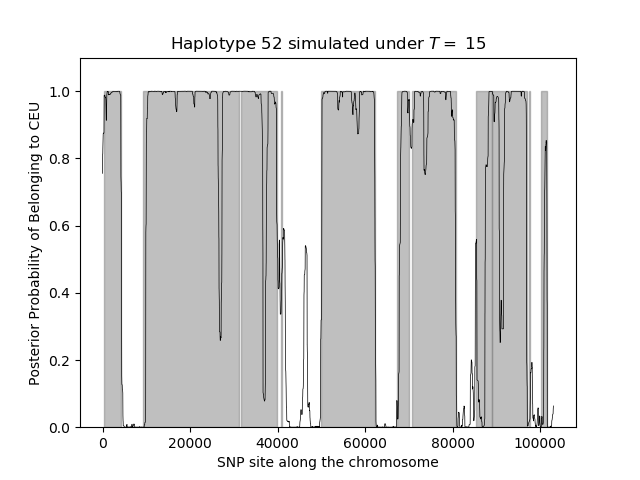 Haplotype 52 simulated under T = 15
Posterior Probability of Belonging to CEU
1.0
0.8
0.6
0.4
0.2
0.0
0 20000 40000 60000 80000 100000
SNP site along the chromosome